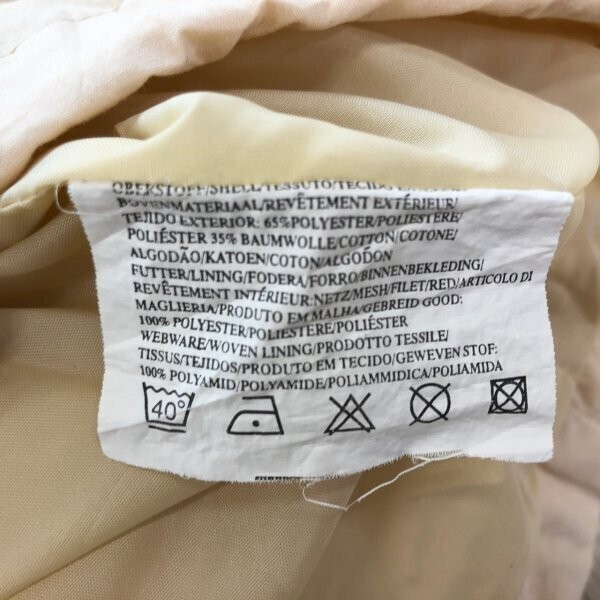 OBERSTOFF/SHELL/TESSUTO/TECIDO
BOVENMATERIAAL/REVÊTEMENT EXTÉRIEUR/
TEJIDO EXTERIOR: 65%POLYESTER/POLIESTERE/
POLIÉSTER 35% BAUMWOLLE/COTTON/COTONE/
ALGODÃO/KATOEN/COTON/ALGODÓN
FUTTER/LINING/FODERA/FORRO/BINNENBEKLEDING/
REVÊTEMENT INTÉRIEUR:NETZ/MESH/FILET/RED/ARTICOLO DI
MAGLIERIA/PRODUTO EM MALHA/GEBREID GOOD:
100% POLYESTER/POLIESTERE/POLIÉSTER
WEBWARE/WOVEN LINING/PRODOTTO TESSILE/
TISSUS/TEJIDOS/PRODUTO EM TECIDO/GEWEVEN STOF:
100% POLYAMID/POLYAMIDE/POLIAMMIDICA/POLIAMIDA
40°